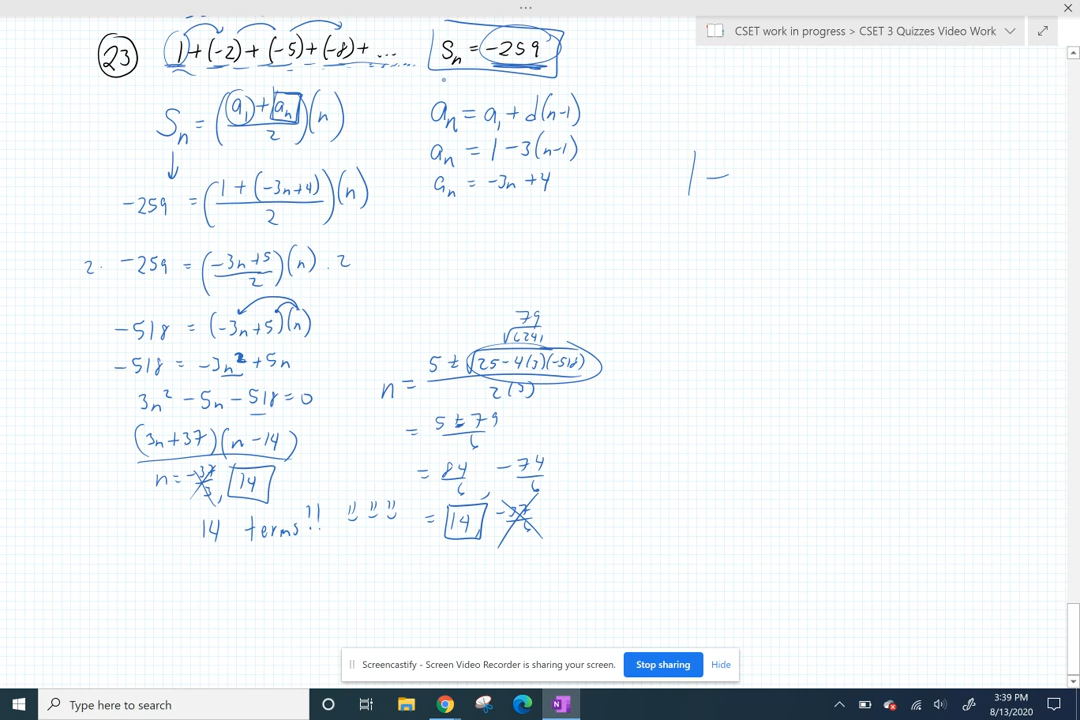 CSET work in progress > CSET 3 Quizzes Video Work
23 1 + (-2) + (-5) + (-8) + ... Sn = -259
Sn = ((a1 + an)/2)(n)
an = a1 + d(n-1)
an = 1 - 3(n-1)
an = -3n + 4
1 -
-259 = ((1 + (-3n+4))/2)(n)
2 · -259 = ((-3n+5)/2)(n) · 2
-518 = (-3n+5)(n)
-518 = -3n² + 5n
3n² - 5n - 518 = 0
(3n+37)(n-14)
n = -37/3, 14
14 terms!!
79
√6241
n = (5 ± √(25 - 4(3)(-518)))/(2(3))
= (5 ± 79)/6
= 84/6, -74/6
= 14, -37/6
Screencastify - Screen Video Recorder is sharing your screen. Stop sharing Hide
Type here to search
3:39 PM
8/13/2020